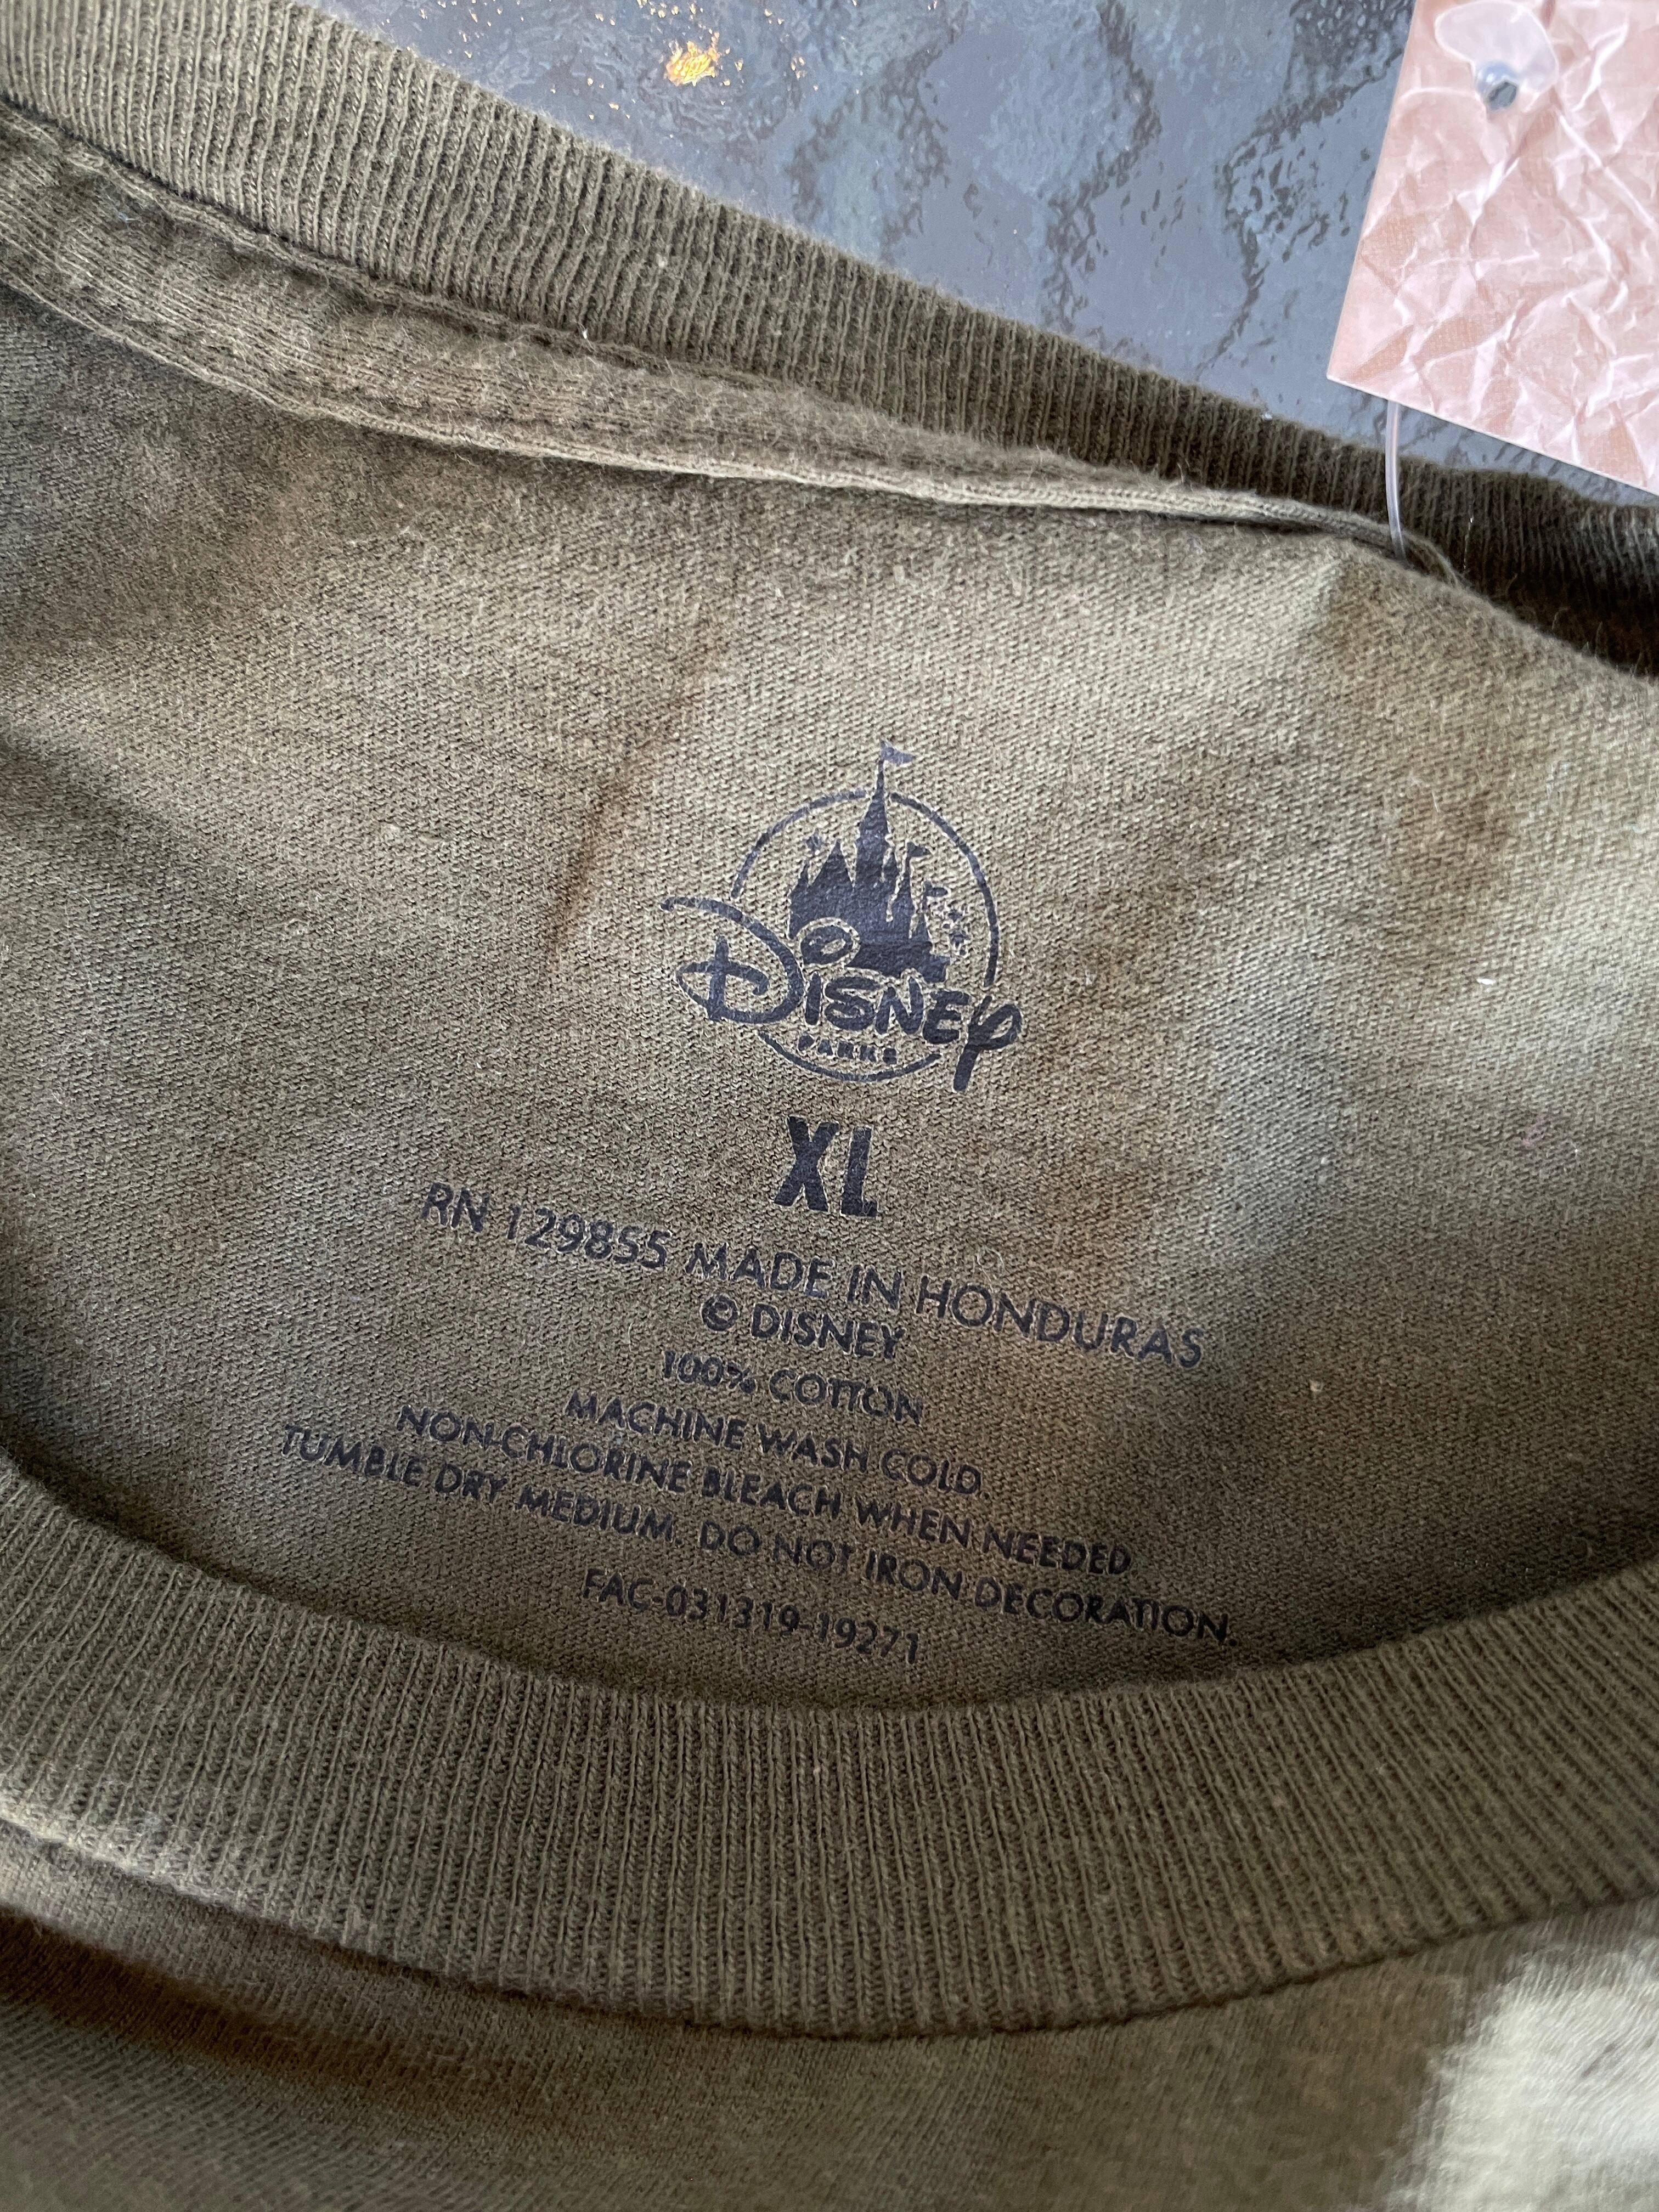 Disney
PARKS
XL
RN 129855 MADE IN HONDURAS
© DISNEY
100% COTTON
MACHINE WASH COLD.
NON-CHLORINE BLEACH WHEN NEEDED.
TUMBLE DRY MEDIUM. DO NOT IRON DECORATION.
FAC-031319-19271